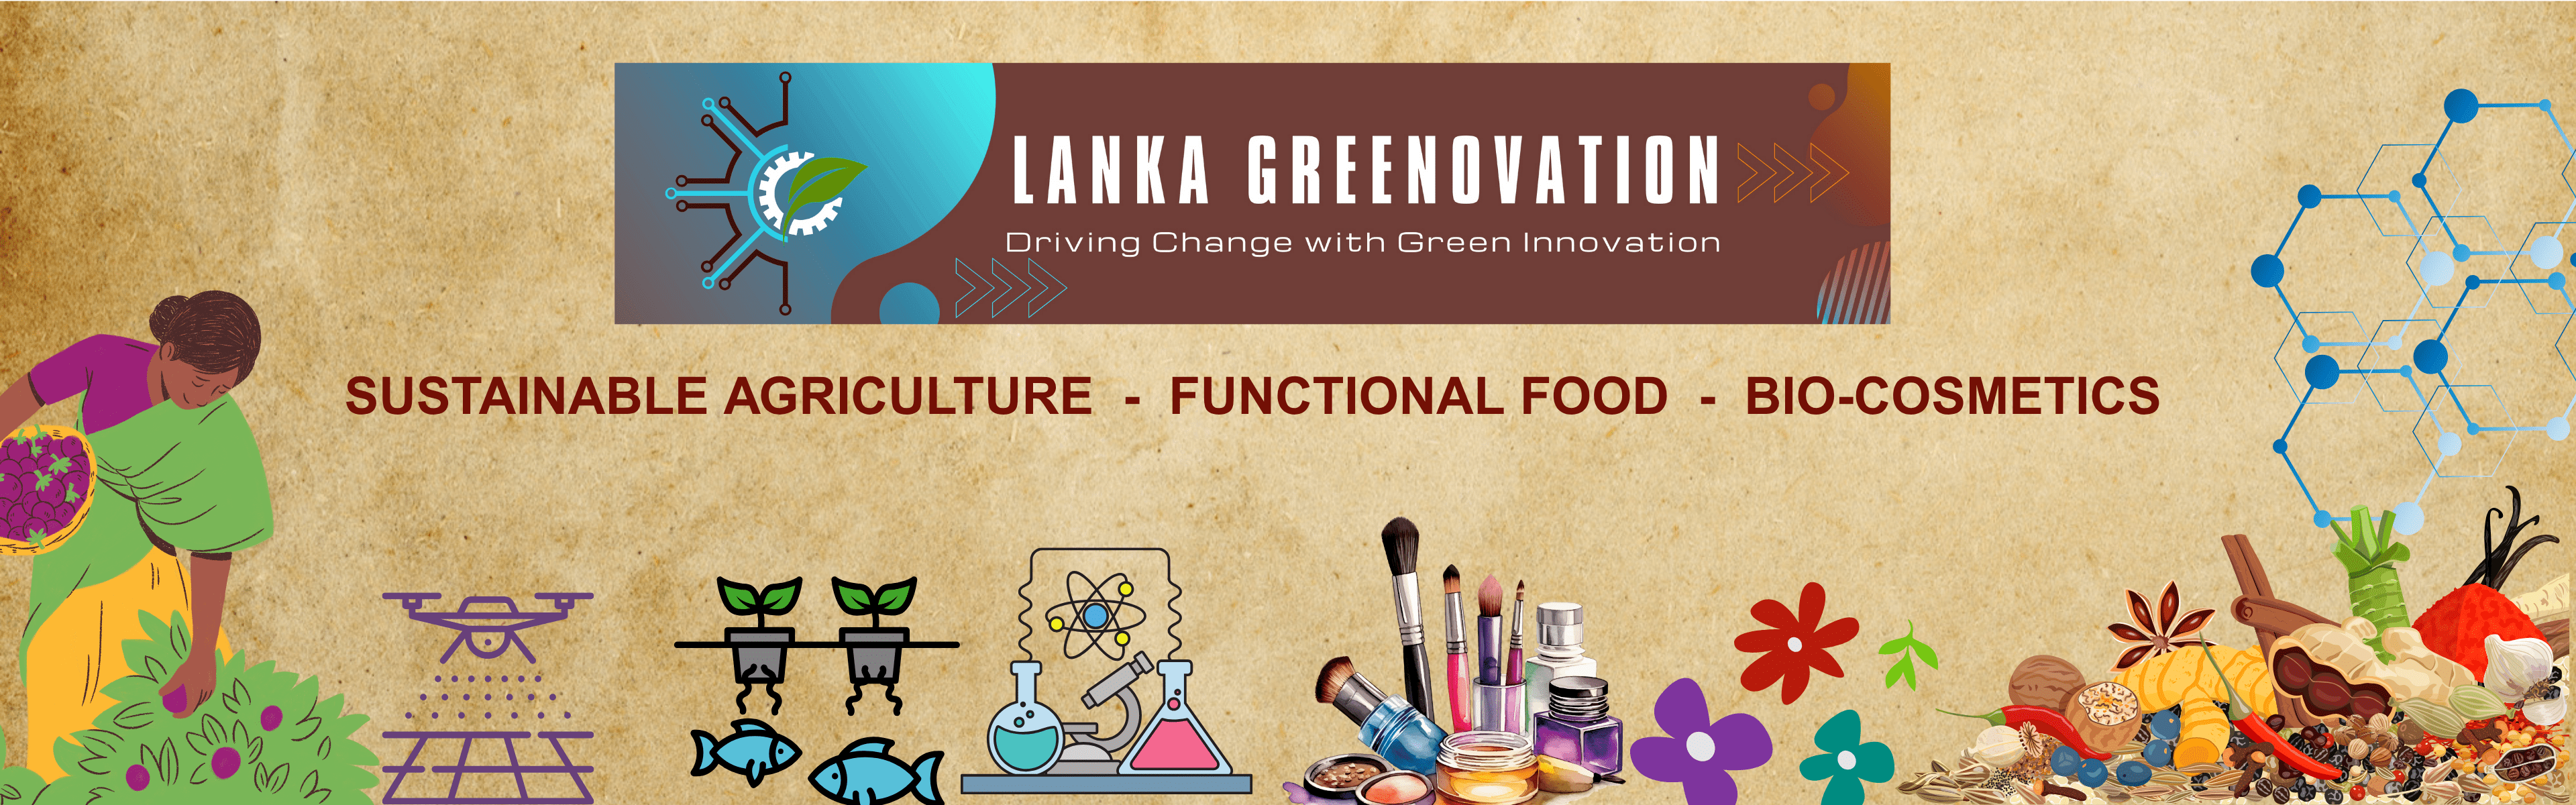 LANKA GREENOVATION
Driving Change with Green Innovation
SUSTAINABLE AGRICULTURE - FUNCTIONAL FOOD - BIO-COSMETICS